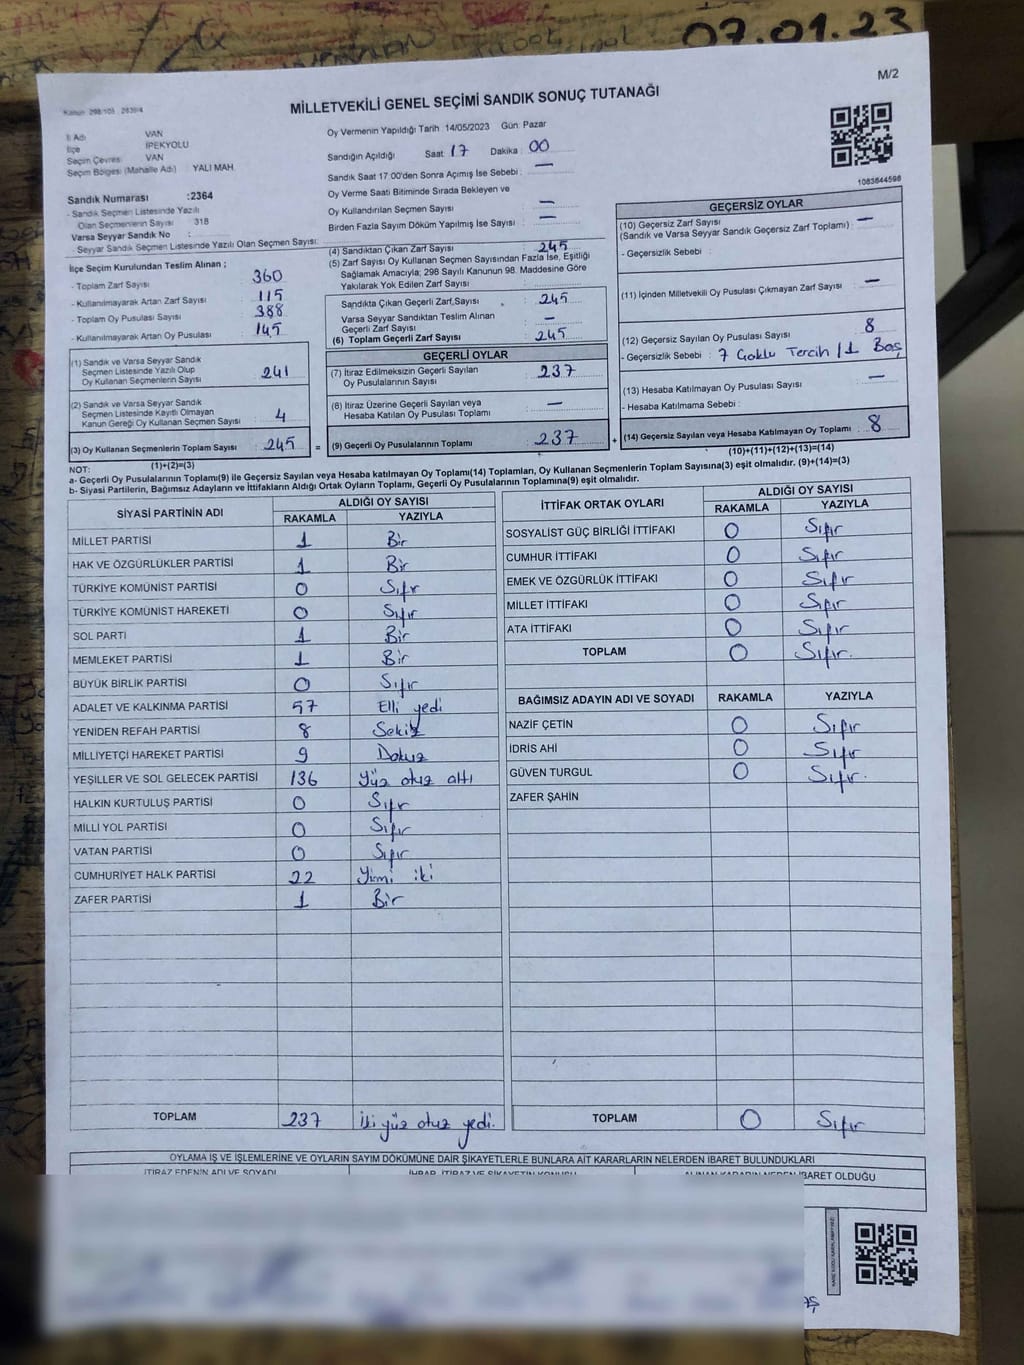 07.01.23
M/2
Kanun: 298/105 , 2839/4
MİLLETVEKİLİ GENEL SEÇİMİ SANDIK SONUÇ TUTANAĞI
İl Adı VAN
İlçe İPEKYOLU
Seçim Çevresi VAN
Seçim Bölgesi (Mahalle Adı) YALI MAH.
Sandık Numarası :2364
- Sandık Seçmen Listesinde Yazılı
Olan Seçmenlerin Sayısı : 318
Varsa Seyyar Sandık No :
- Seyyar Sandık Seçmen Listesinde Yazılı Olan Seçmen Sayısı:
Oy Vermenin Yapıldığı Tarih 14/05/2023 Gün: Pazar
Sandığın Açıldığı Saat 17 Dakika : 00
Sandık Saat 17:00'den Sonra Açımış İse Sebebi : —
Oy Verme Saati Bitiminde Sırada Bekleyen ve
Oy Kullandırılan Seçmen Sayısı : —
Birden Fazla Sayım Döküm Yapılmış İse Sayısı : —
1083644596
İlçe Seçim Kurulundan Teslim Alınan ;
- Toplam Zarf Sayısı 360
- Kullanılmayarak Artan Zarf Sayısı 115
- Toplam Oy Pusulası Sayısı 388
- Kullanılmayarak Artan Oy Pusulası 145
(1) Sandık ve Varsa Seyyar Sandık
Seçmen Listesinde Yazılı Olup
Oy Kullanan Seçmenlerin Sayısı 241
(2) Sandık ve Varsa Seyyar Sandık
Seçmen Listesinde Kayıtlı Olmayan
Kanun Gereği Oy Kullanan Seçmen Sayısı 4
(3) Oy Kullanan Seçmenlerin Toplam Sayısı 245 =
(1)+(2)=(3)
(4) Sandıktan Çıkan Zarf Sayısı 245
(5) Zarf Sayısı Oy Kullanan Seçmen Sayısından Fazla İse, Eşitliği
Sağlamak Amacıyla; 298 Sayılı Kanunun 98. Maddesine Göre
Yakılarak Yok Edilen Zarf Sayısı :
Sandıkta Çıkan Geçerli Zarf Sayısı 245
Varsa Seyyar Sandıktan Teslim Alınan
Geçerli Zarf Sayısı —
(6) Toplam Geçerli Zarf Sayısı 245
GEÇERLİ OYLAR
(7) İtiraz Edilmeksizin Geçerli Sayılan
Oy Pusulalarının Sayısı 237
(8) İtiraz Üzerine Geçerli Sayılan veya
Hesaba Katılan Oy Pusulası Toplamı —
(9) Geçerli Oy Pusulalarının Toplamı 237 +
GEÇERSİZ OYLAR
(10) Geçersiz Zarf Sayısı —
(Sandık ve Varsa Seyyar Sandık Geçersiz Zarf Toplamı) :
- Geçersizlik Sebebi :
(11) İçinden Milletvekili Oy Pusulası Çıkmayan Zarf Sayısı —
(12) Geçersiz Sayılan Oy Pusulası Sayısı 8
- Geçersizlik Sebebi : 7 Çoklu Tercih / 1 Boş
(13) Hesaba Katılmayan Oy Pusulası Sayısı —
- Hesaba Katılmama Sebebi :
(14) Geçersiz Sayılan veya Hesaba Katılmayan Oy Toplamı 8
(10)+(11)+(12)+(13)=(14)
NOT:
a- Geçerli Oy Pusulalarının Toplamı(9) ile Geçersiz Sayılan veya Hesaba katılmayan Oy Toplamı(14) Toplamları, Oy Kullanan Seçmenlerin Toplam Sayısına(3) eşit olmalıdır. (9)+(14)=(3)
b- Siyasi Partilerin, Bağımsız Adayların ve İttifakların Aldığı Ortak Oyların Toplamı, Geçerli Oy Pusulalarının Toplamına(9) eşit olmalıdır.
SİYASİ PARTİNİN ADI ALDIĞI OY SAYISI
RAKAMLA YAZIYLA
MİLLET PARTİSİ 1 Bir
HAK VE ÖZGÜRLÜKLER PARTİSİ 1 Bir
TÜRKİYE KOMÜNİST PARTİSİ 0 Sıfır
TÜRKİYE KOMÜNİST HAREKETİ 0 Sıfır
SOL PARTİ 1 Bir
MEMLEKET PARTİSİ 1 Bir
BÜYÜK BİRLİK PARTİSİ 0 Sıfır
ADALET VE KALKINMA PARTİSİ 57 Elli yedi
YENİDEN REFAH PARTİSİ 8 Sekiz
MİLLİYETÇİ HAREKET PARTİSİ 9 Dokuz
YEŞİLLER VE SOL GELECEK PARTİSİ 136 Yüz otuz altı
HALKIN KURTULUŞ PARTİSİ 0 Sıfır
MİLLİ YOL PARTİSİ 0 Sıfır
VATAN PARTİSİ 0 Sıfır
CUMHURİYET HALK PARTİSİ 22 Yirmi iki
ZAFER PARTİSİ 1 Bir
TOPLAM 237 İki yüz otuz yedi.
İTTİFAK ORTAK OYLARI ALDIĞI OY SAYISI
RAKAMLA YAZIYLA
SOSYALİST GÜÇ BİRLİĞİ İTTİFAKI 0 Sıfır
CUMHUR İTTİFAKI 0 Sıfır
EMEK VE ÖZGÜRLÜK İTTİFAKI 0 Sıfır
MİLLET İTTİFAKI 0 Sıfır
ATA İTTİFAKI 0 Sıfır
TOPLAM 0 Sıfır.
BAĞIMSIZ ADAYIN ADI VE SOYADI RAKAMLA YAZIYLA
NAZİF ÇETİN 0 Sıfır
İDRİS AHİ 0 Sıfır
GÜVEN TURGUL 0 Sıfır.
ZAFER ŞAHİN
TOPLAM 0 Sıfır
OYLAMA İŞ VE İŞLEMLERİNE VE OYLARIN SAYIM DÖKÜMÜNE DAİR ŞİKAYETLERLE BUNLARA AİT KARARLARIN NELERDEN İBARET BULUNDUKLARI
İTİRAZ EDENİN ADI VE SOYADI İHBAR, İTİRAZ VE ŞİKAYETİN KONUSU ALINAN KARARIN NEDEN İBARET OLDUĞU